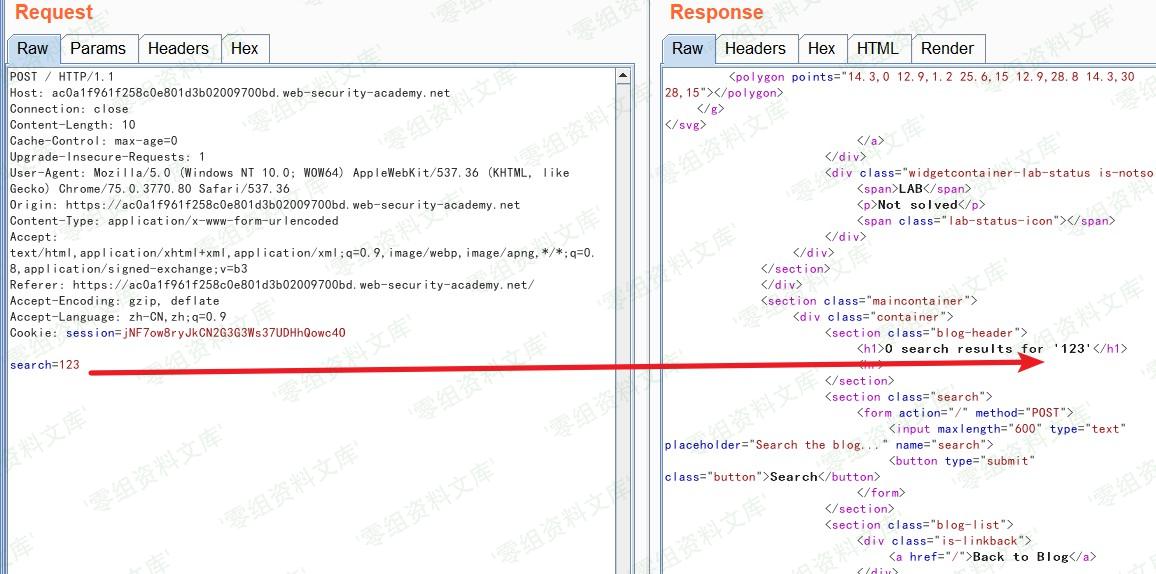 Request
Raw Params Headers Hex
POST / HTTP/1.1
Host: ac0a1f961f258c0e801d3b02009700bd.web-security-academy.net
Connection: close
Content-Length: 10
Cache-Control: max-age=0
Upgrade-Insecure-Requests: 1
User-Agent: Mozilla/5.0 (Windows NT 10.0; WOW64) AppleWebKit/537.36 (KHTML, like
Gecko) Chrome/75.0.3770.80 Safari/537.36
Origin: https://ac0a1f961f258c0e801d3b02009700bd.web-security-academy.net
Content-Type: application/x-www-form-urlencoded
Accept:
text/html,application/xhtml+xml,application/xml;q=0.9,image/webp,image/apng,*/*;q=0.
8,application/signed-exchange;v=b3
Referer: https://ac0a1f961f258c0e801d3b02009700bd.web-security-academy.net/
Accept-Encoding: gzip, deflate
Accept-Language: zh-CN,zh;q=0.9
Cookie: session=jNF7ow8ryJkCN2G3G3Ws37UDHhQowc4O
search=123
Response
Raw Headers Hex HTML Render
<polygon points="14.3,0 12.9,1.2 25.6,15 12.9,28.8 14.3,30
28,15"></polygon>
</g>
</svg>
</a>
</div>
<div class="widgetcontainer-lab-status is-notso
<span>LAB</span>
<p>Not solved</p>
<span class="lab-status-icon"></span>
</div>
</div>
</section>
</div>
<section class="maincontainer">
<div class="container">
<section class="blog-header">
<h1>0 search results for '123'</h1>
<hr>
</section>
<section class="search">
<form action="/" method="POST">
<input maxlength="600" type="text"
placeholder="Search the blog..." name="search">
<button type="submit"
class="button">Search</button>
</form>
</section>
<section class="blog-list">
<div class="is-linkback">
<a href="/">Back to Blog</a>
</div>
'零组资料文库'